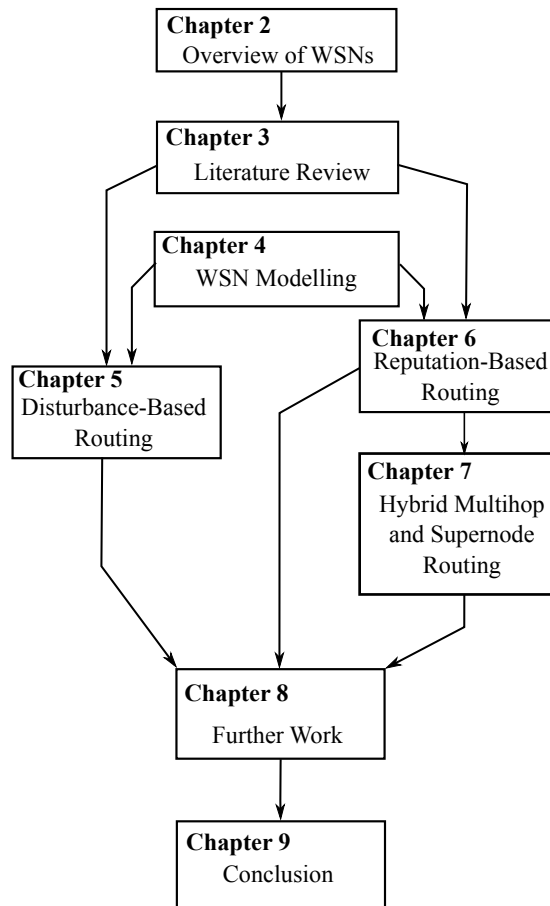 Chapter 2
Overview of WSNs
Chapter 3
Literature Review
Chapter 4
WSN Modelling
Chapter 5
Disturbance-Based
Routing
Chapter 6
Reputation-Based
Routing
Chapter 7
Hybrid Multihop
and Supernode
Routing
Chapter 8
Further Work
Chapter 9
Conclusion